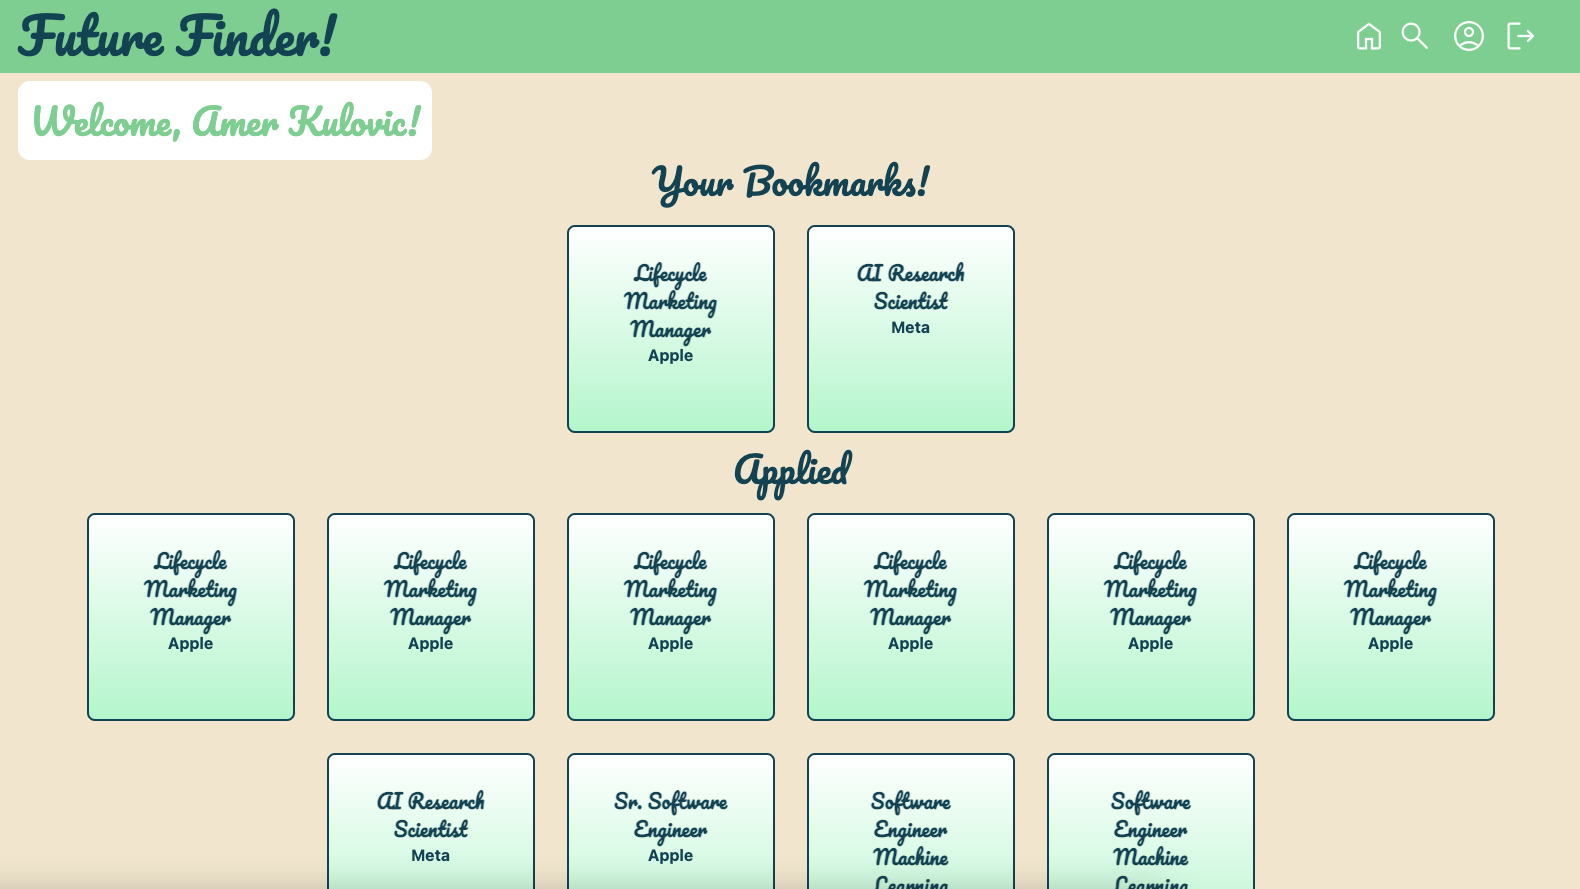 Future Finder!
Welcome, Amer Kulovic!
Your Bookmarks!
Lifecycle
Marketing
Manager
Apple
AI Research
Scientist
Meta
Applied
Lifecycle
Marketing
Manager
Apple
Lifecycle
Marketing
Manager
Apple
Lifecycle
Marketing
Manager
Apple
Lifecycle
Marketing
Manager
Apple
Lifecycle
Marketing
Manager
Apple
Lifecycle
Marketing
Manager
Apple
AI Research
Scientist
Meta
Sr. Software
Engineer
Apple
Software
Engineer
Machine
Learning
Software
Engineer
Machine
Learning